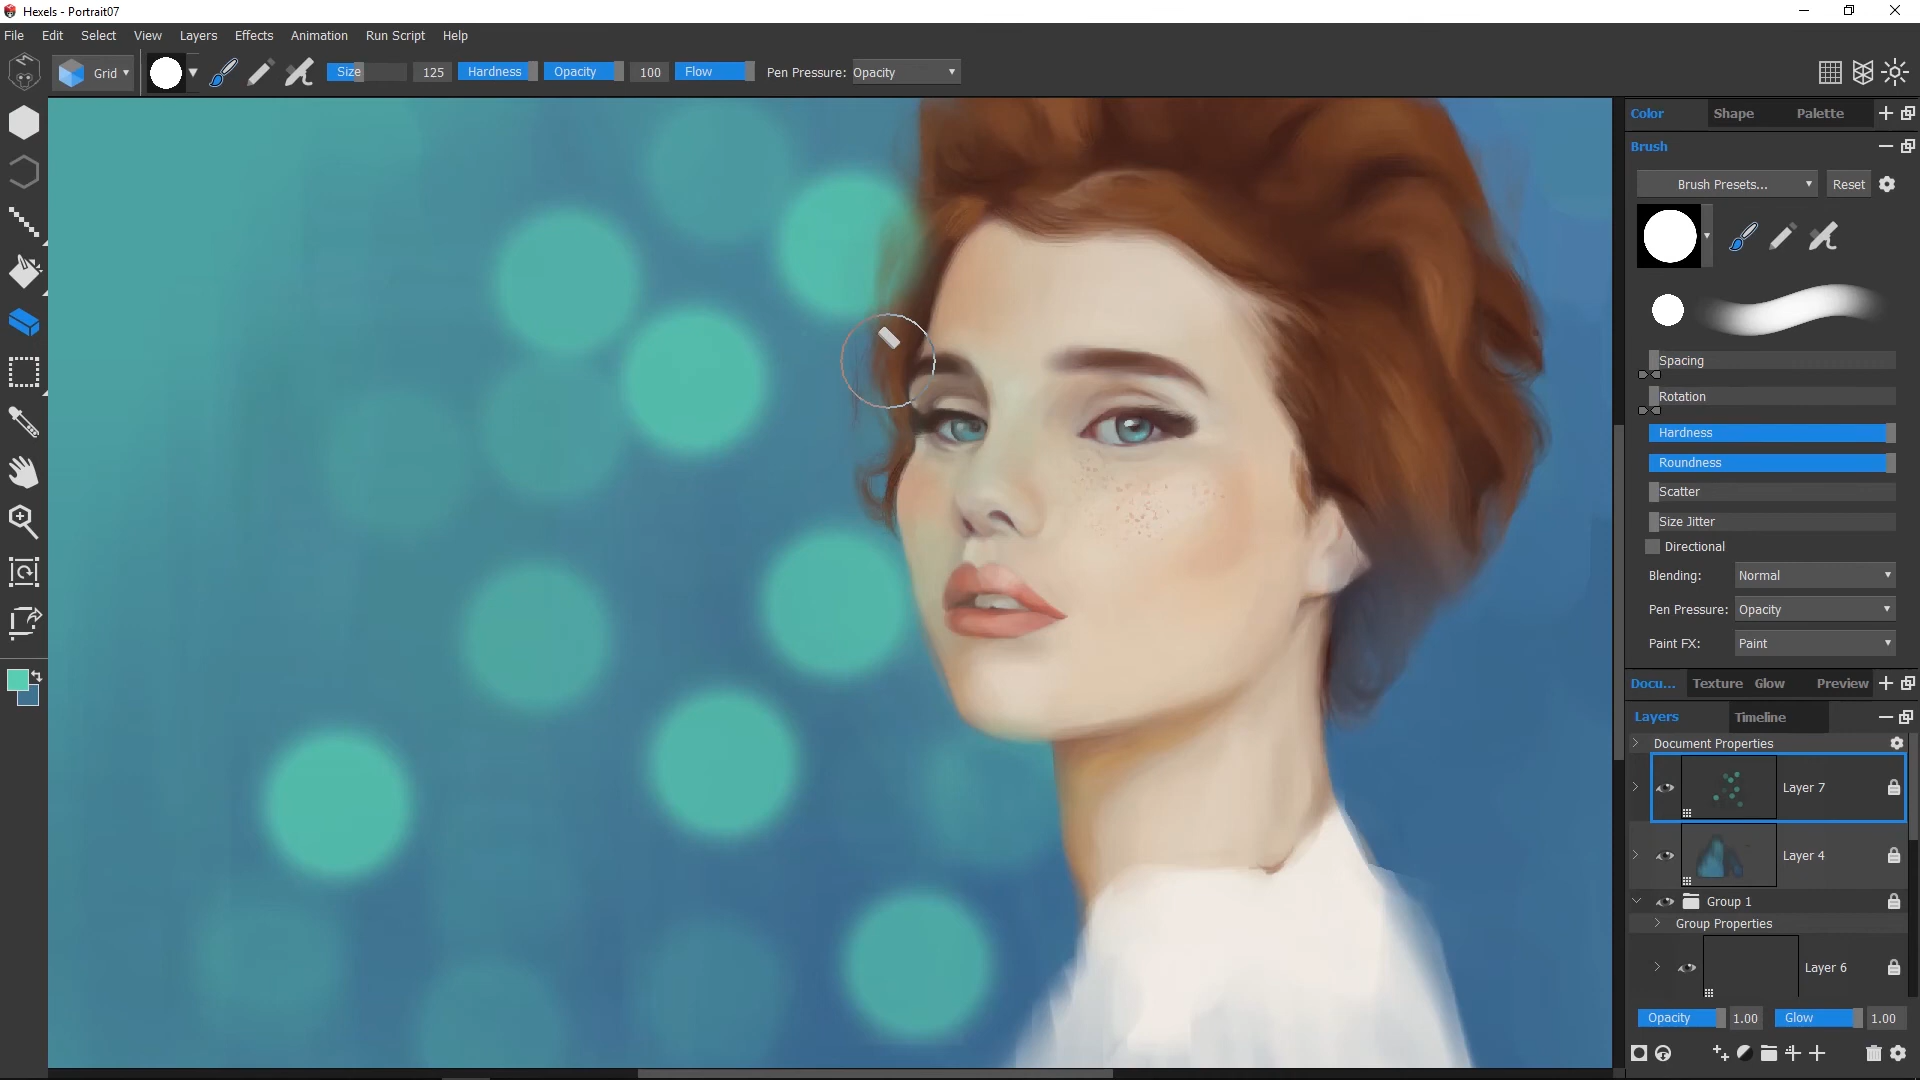 Hexels - Portrait07
File Edit Select View Layers Effects Animation Run Script Help
Grid Size 125 Hardness Opacity 100 Flow Pen Pressure: Opacity
Color Shape Palette
Brush
Brush Presets... Reset
Spacing
Rotation
Hardness
Roundness
Scatter
Size Jitter
Directional
Blending: Normal
Pen Pressure: Opacity
Paint FX: Paint
Docu... Texture Glow Preview
Layers Timeline
Document Properties
Layer 7
Layer 4
Group 1
Group Properties
Layer 6
Opacity 1.00 Glow 1.00